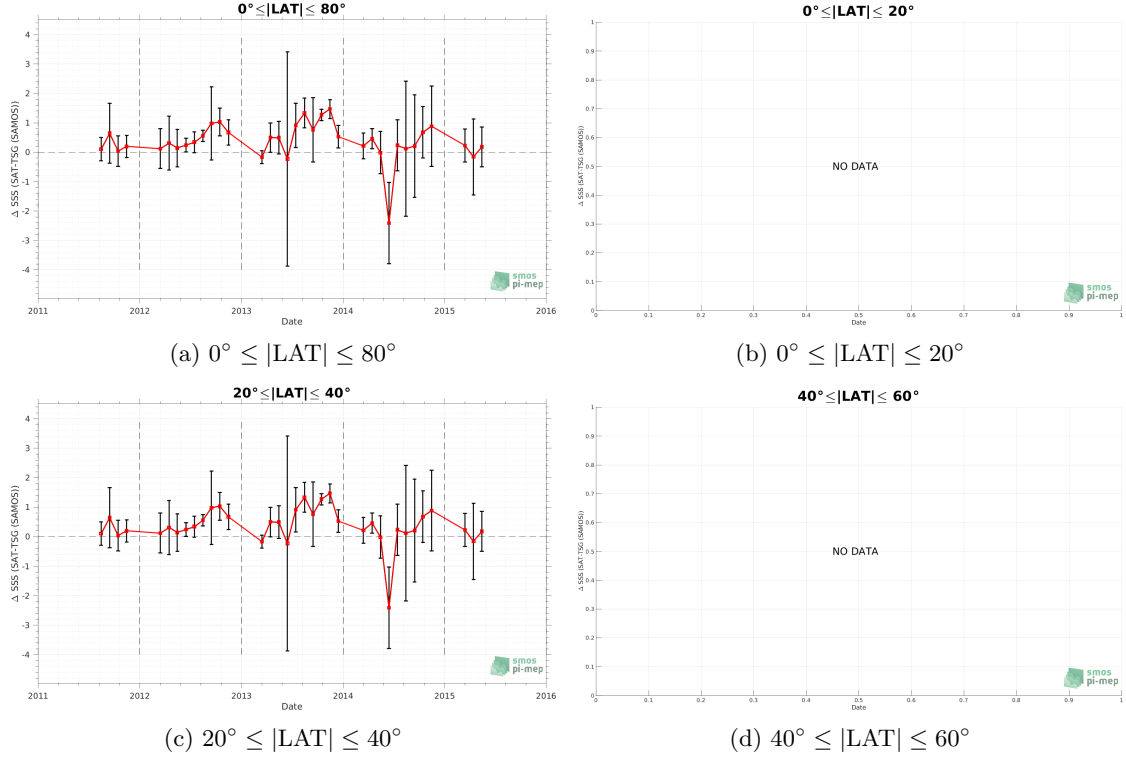 0°≤|LAT|≤ 80°
Δ SSS (SAT-TSG (SAMOS))
4
3
2
1
0
-1
-2
-3
-4
2011
2012
2013
2014
2015
2016
Date
smos
pi-mep
(a) 0° ≤ |LAT| ≤ 80°
0°≤|LAT|≤ 20°
Δ SSS (SAT-TSG (SAMOS))
1
0.9
0.8
0.7
0.6
0.5
0.4
0.3
0.2
0.1
0
NO DATA
0
0.1
0.2
0.3
0.4
0.5
0.6
0.7
0.8
0.9
1
Date
smos
pi-mep
(b) 0° ≤ |LAT| ≤ 20°
20°≤|LAT|≤ 40°
Δ SSS (SAT-TSG (SAMOS))
4
3
2
1
0
-1
-2
-3
-4
2011
2012
2013
2014
2015
2016
Date
smos
pi-mep
(c) 20° ≤ |LAT| ≤ 40°
40°≤|LAT|≤ 60°
Δ SSS (SAT-TSG (SAMOS))
1
0.9
0.8
0.7
0.6
0.5
0.4
0.3
0.2
0.1
0
NO DATA
0
0.1
0.2
0.3
0.4
0.5
0.6
0.7
0.8
0.9
1
Date
smos
pi-mep
(d) 40° ≤ |LAT| ≤ 60°